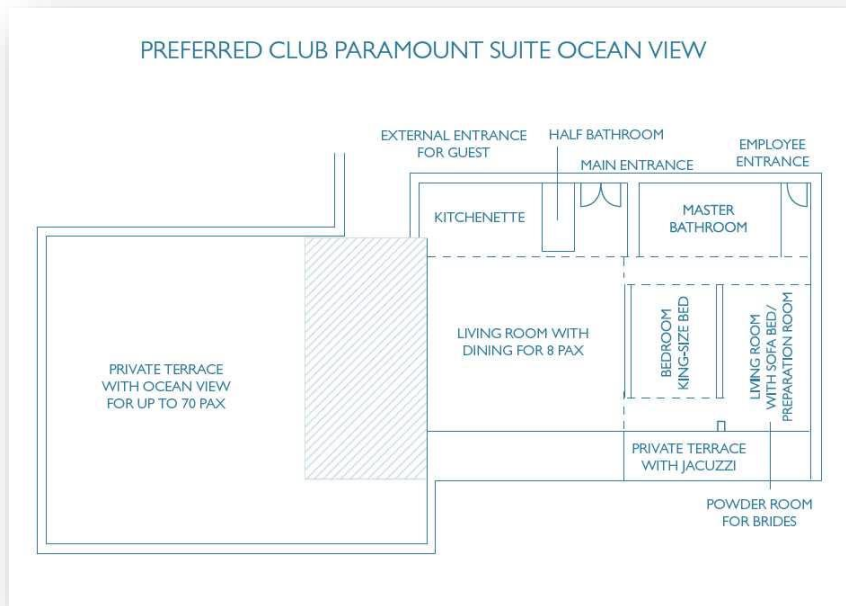 PREFERRED CLUB PARAMOUNT SUITE OCEAN VIEW
EXTERNAL ENTRANCE
FOR GUEST
HALF BATHROOM
MAIN ENTRANCE
EMPLOYEE
ENTRANCE
KITCHENETTE
MASTER
BATHROOM
LIVING ROOM WITH
DINING FOR 8 PAX
BEDROOM
KING-SIZE BED
LIVING ROOM
WITH SOFA BED/
PREPARATION ROOM
PRIVATE TERRACE
WITH OCEAN VIEW
FOR UP TO 70 PAX
PRIVATE TERRACE
WITH JACUZZI
POWDER ROOM
FOR BRIDES